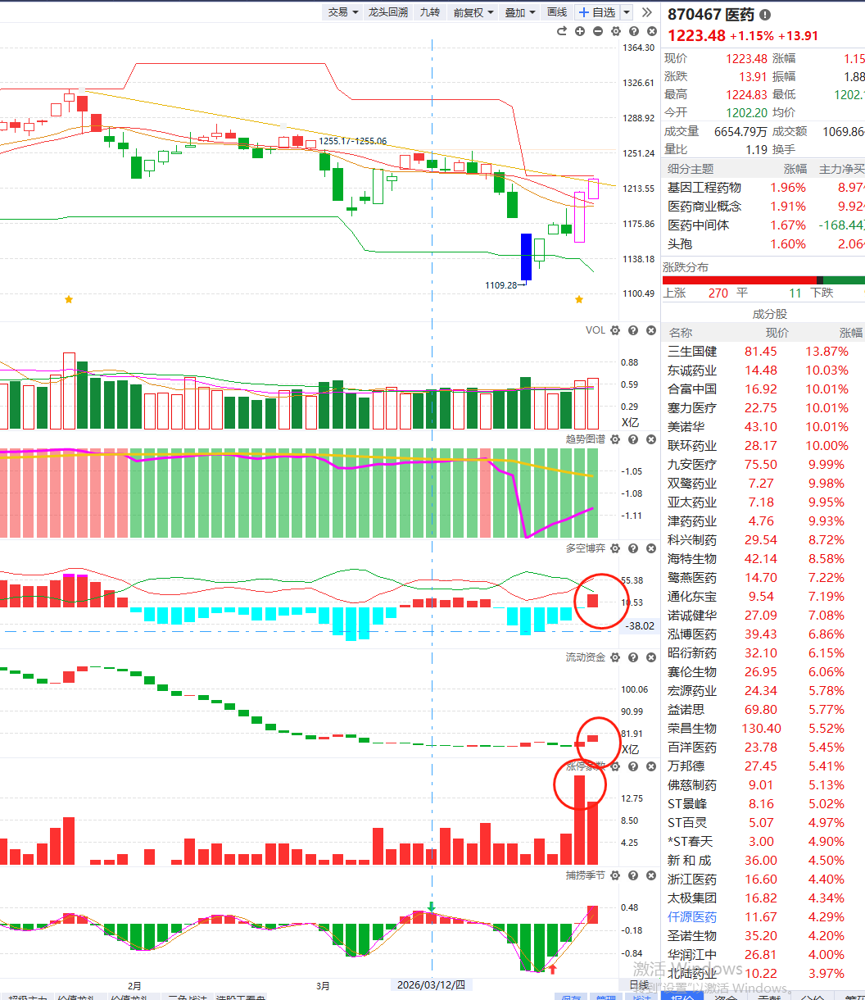 交易 龙头回溯 九转 前复权 叠加 画线 + 自选
1364.30
1326.61
1288.92
1251.24
1213.55
1175.86
1138.18
1100.49
1255.17-1255.06
1109.28
VOL
0.88
0.59
0.29
X亿
趋势图谱
-1.05
-1.08
-1.11
多空博弈
55.38
10.53
-38.02
流动资金
100.06
90.99
81.91
X亿
涨停家数
12.75
8.50
4.25
捕捞季节
0.48
-0.18
-0.84
2月 3月 2026/03/12/四 日线
870467 医药
1223.48 +1.15% +13.91
现价 1223.48 涨幅 1.15
涨跌 13.91 振幅 1.88
最高 1224.83 最低 1202.1
今开 1202.20 均价
成交量 6654.79万 成交额 1069.86
量比 1.19 换手
细分主题 涨幅 主力净买
基因工程药物 1.96% 8.97
医药商业概念 1.91% 9.92
医药中间体 1.67% -168.44
头孢 1.60% 2.06
涨跌分布
上涨 270 平 11 下跌
成分股
名称 现价 涨幅
三生国健 81.45 13.87%
东诚药业 14.48 10.03%
合富中国 16.92 10.01%
塞力医疗 22.75 10.01%
美诺华 43.10 10.01%
联环药业 28.17 10.00%
九安医疗 75.50 9.99%
双鹭药业 7.27 9.98%
亚太药业 7.18 9.95%
津药药业 4.76 9.93%
科兴制药 29.54 8.72%
海特生物 42.14 8.58%
鹭燕医药 14.70 7.22%
通化东宝 9.54 7.19%
诺诚健华 27.09 7.08%
泓博医药 39.43 6.86%
昭衍新药 32.10 6.15%
赛伦生物 26.95 6.06%
宏源药业 24.34 5.78%
益诺思 69.80 5.77%
荣昌生物 130.40 5.52%
百洋医药 23.78 5.45%
万邦德 27.45 5.41%
佛慈制药 9.01 5.13%
ST景峰 8.16 5.02%
ST百灵 5.07 4.97%
*ST春天 3.00 4.90%
新 和 成 36.00 4.50%
浙江医药 16.60 4.40%
太极集团 16.82 4.34%
仟源医药 11.67 4.29%
圣诺生物 35.20 4.20%
华润江中 26.81 4.00%
北陆药业 10.22 3.97%
激活 Windows
转到"设置"以激活 Windows。